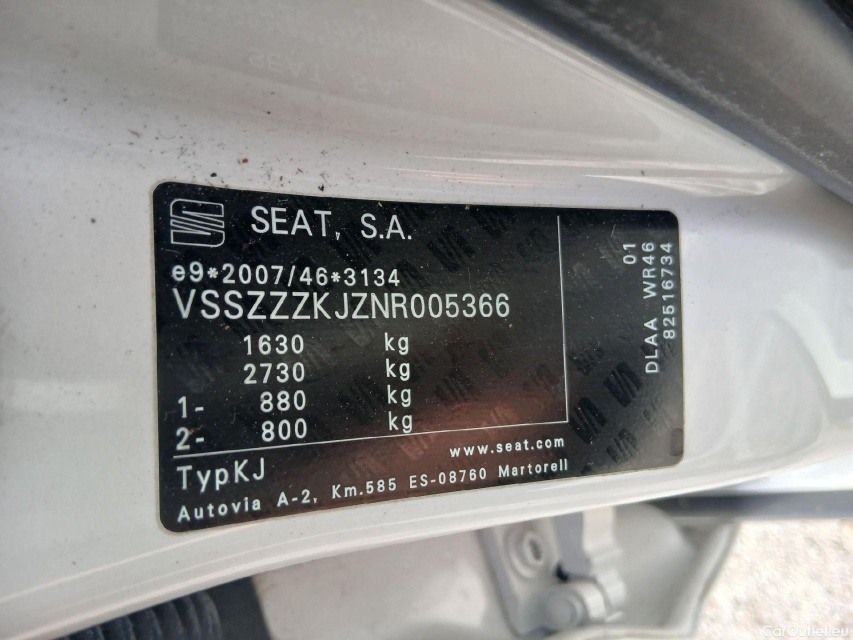 SEAT, S.A.
e9*2007/46*3134
VSSZZZKJZNR005366
1630 kg
2730 kg
1- 880 kg
2- 800 kg
TypKJ
www.seat.com
Autovia A-2, Km.585 ES-08760 Martorell
01
DLAA WR46
82516734
CarOutlet.eu